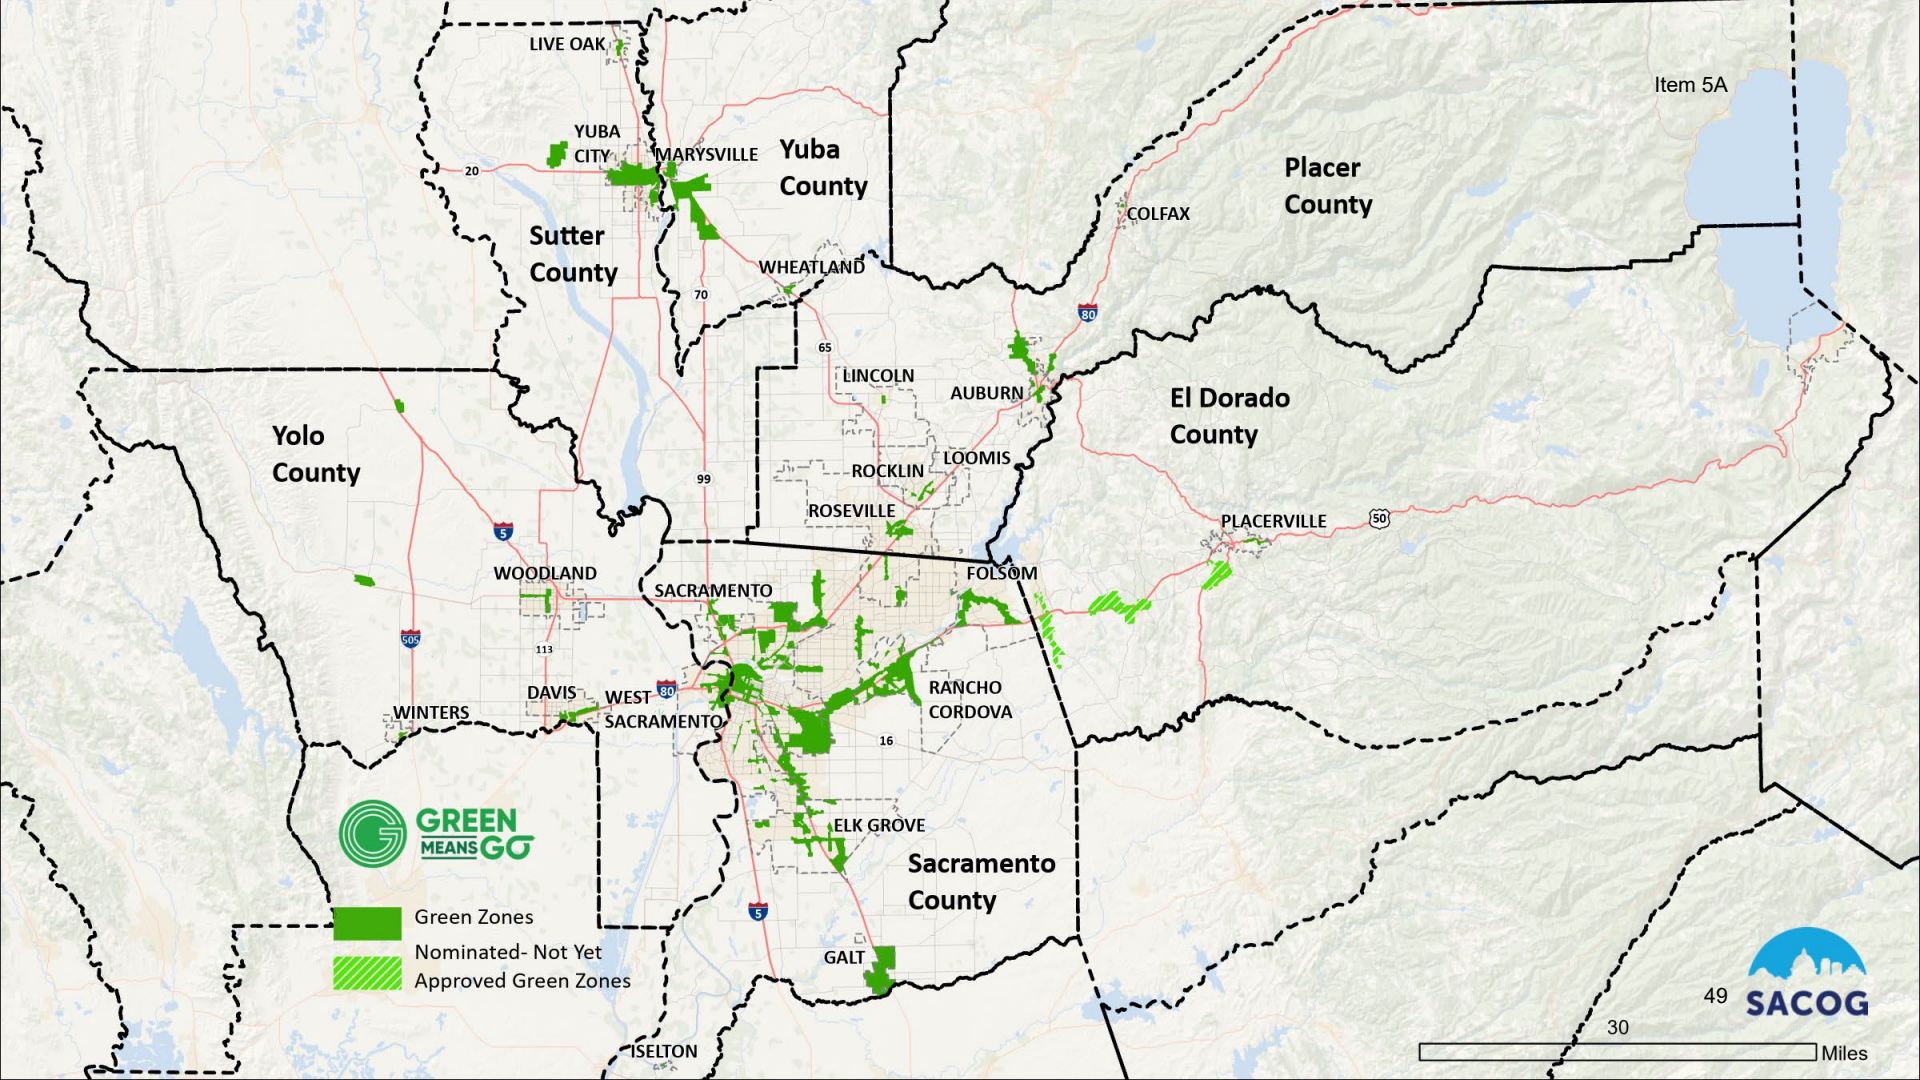 LIVE OAK
Item 5A
YUBA
CITY
MARYSVILLE
Yuba
County
20
Placer
County
COLFAX
Sutter
County
WHEATLAND
70
80
65
LINCOLN
AUBURN
El Dorado
County
Yolo
County
LOOMIS
ROCKLIN
99
ROSEVILLE
5
PLACERVILLE
50
WOODLAND
FOLSOM
SACRAMENTO
505
113
DAVIS
WEST
SACRAMENTO
80
RANCHO
CORDOVA
WINTERS
16
GREEN
MEANS GO
ELK GROVE
Sacramento
County
5
Green Zones
Nominated- Not Yet
Approved Green Zones
GALT
49
SACOG
30
Miles
ISELTON